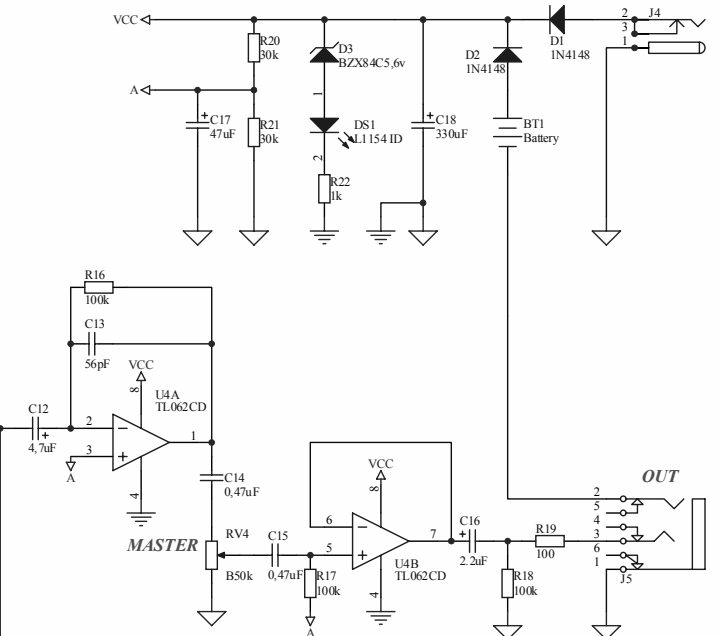 VCC
R20
30k
D3
BZX84C5,6v
D2
1N4148
D1
1N4148
2
3
1
J4
A
C17
47uF
+
R21
30k
1
DS1
L1154 ID
2
R22
1k
C18
330uF
+
BT1
Battery
R16
100k
C13
56pF
VCC
8
U4A
TL062CD
C12
4,7uF
+
2
3
A
1
4
C14
0,47uF
MASTER
RV4
B50k
C15
0,47uF
R17
100k
A
VCC
8
6
5
7
4
U4B
TL062CD
C16
2.2uF
+
R19
100
R18
100k
OUT
2
5
4
3
6
1
J5